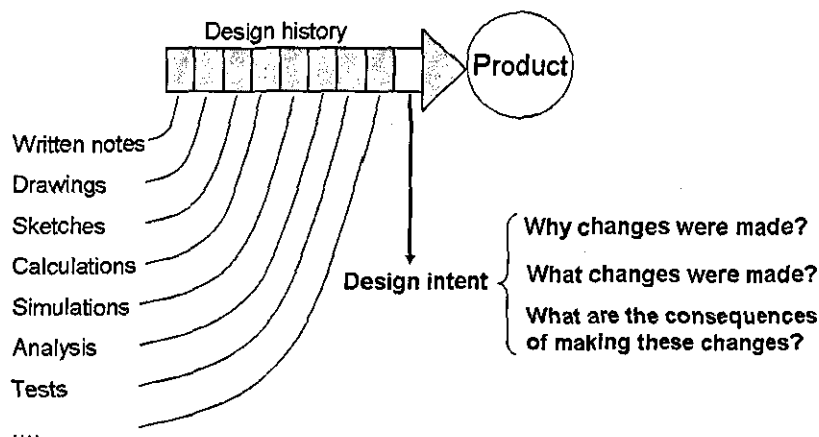 Design history
Product
Written notes
Drawings
Sketches
Calculations
Simulations
Analysis
Tests
...
Design intent
Why changes were made?
What changes were made?
What are the consequences
of making these changes?